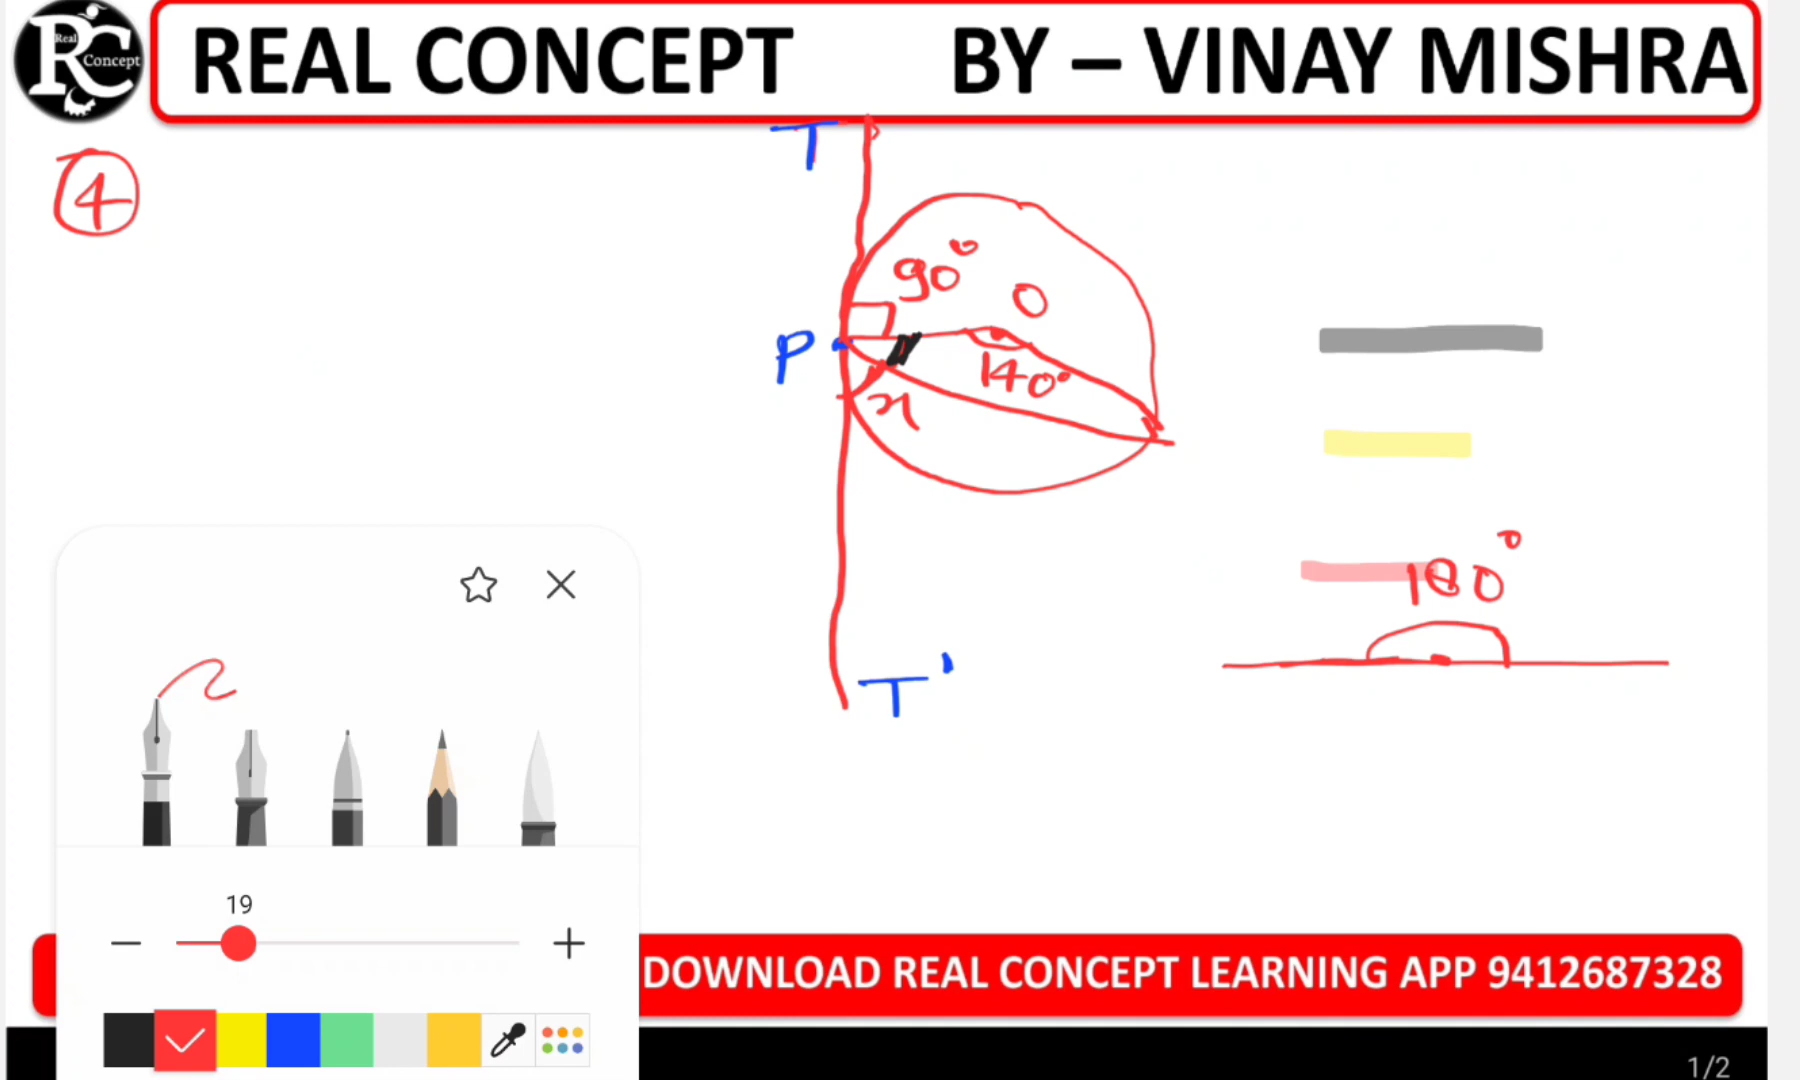 Real
Concept
REAL CONCEPT BY – VINAY MISHRA
4
T
90°
O
P
140°
x
180°
T'
19
DOWNLOAD REAL CONCEPT LEARNING APP 9412687328
1/2